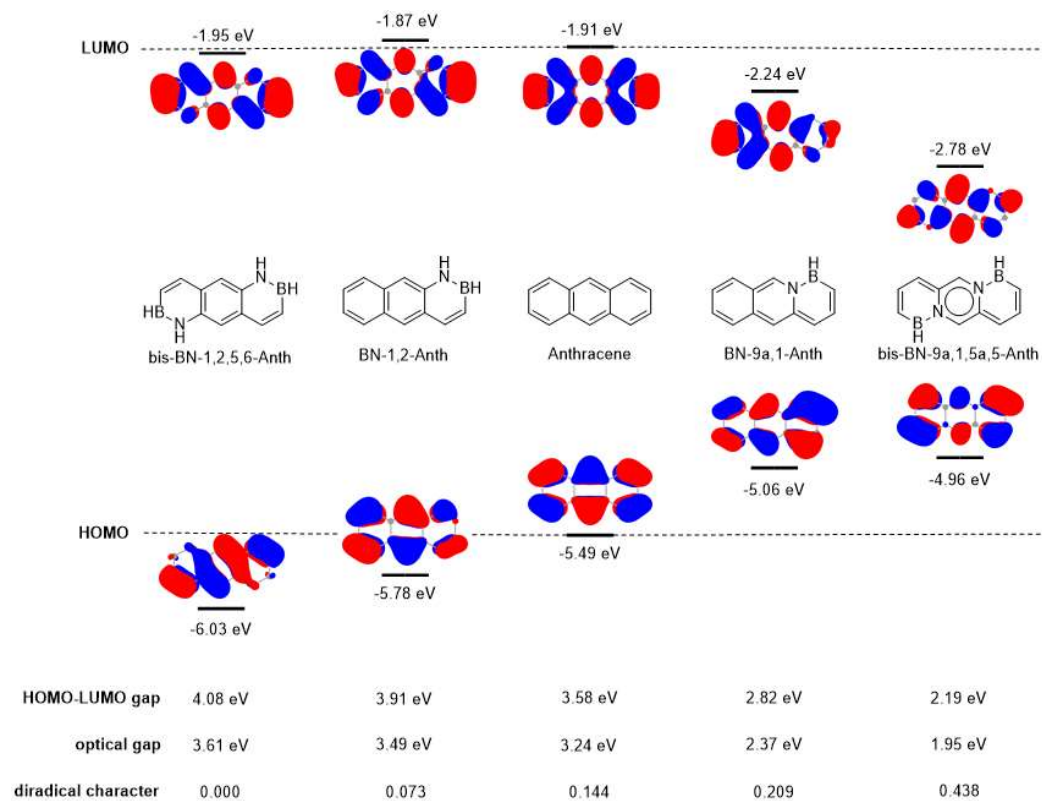 -1.95 eV -1.87 eV -1.91 eV
LUMO
-2.24 eV
-2.78 eV
H H H
N B
BH N
H
B
HB BH N
N N
H B
H
bis-BN-1,2,5,6-Anth BN-1,2-Anth Anthracene BN-9a,1-Anth bis-BN-9a,1,5a,5-Anth
-5.06 eV -4.96 eV
HOMO
-5.49 eV
-5.78 eV
-6.03 eV
HOMO-LUMO gap 4.08 eV 3.91 eV 3.58 eV 2.82 eV 2.19 eV
optical gap 3.61 eV 3.49 eV 3.24 eV 2.37 eV 1.95 eV
diradical character 0.000 0.073 0.144 0.209 0.438